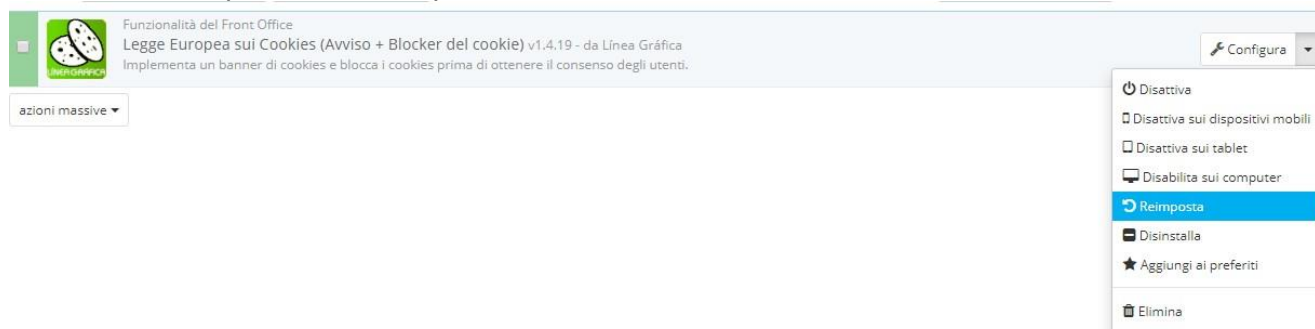 Funzionalità del Front Office
Legge Europea sui Cookies (Avviso + Blocker del cookie) v1.4.19 - da Línea Gráfica
Implementa un banner di cookies e blocca i cookies prima di ottenere il consenso degli utenti.
LINEA GRAFICA
Configura
azioni massive
Disattiva
Disattiva sui dispositivi mobili
Disattiva sui tablet
Disabilita sui computer
Reimposta
Disinstalla
Aggiungi ai preferiti
Elimina